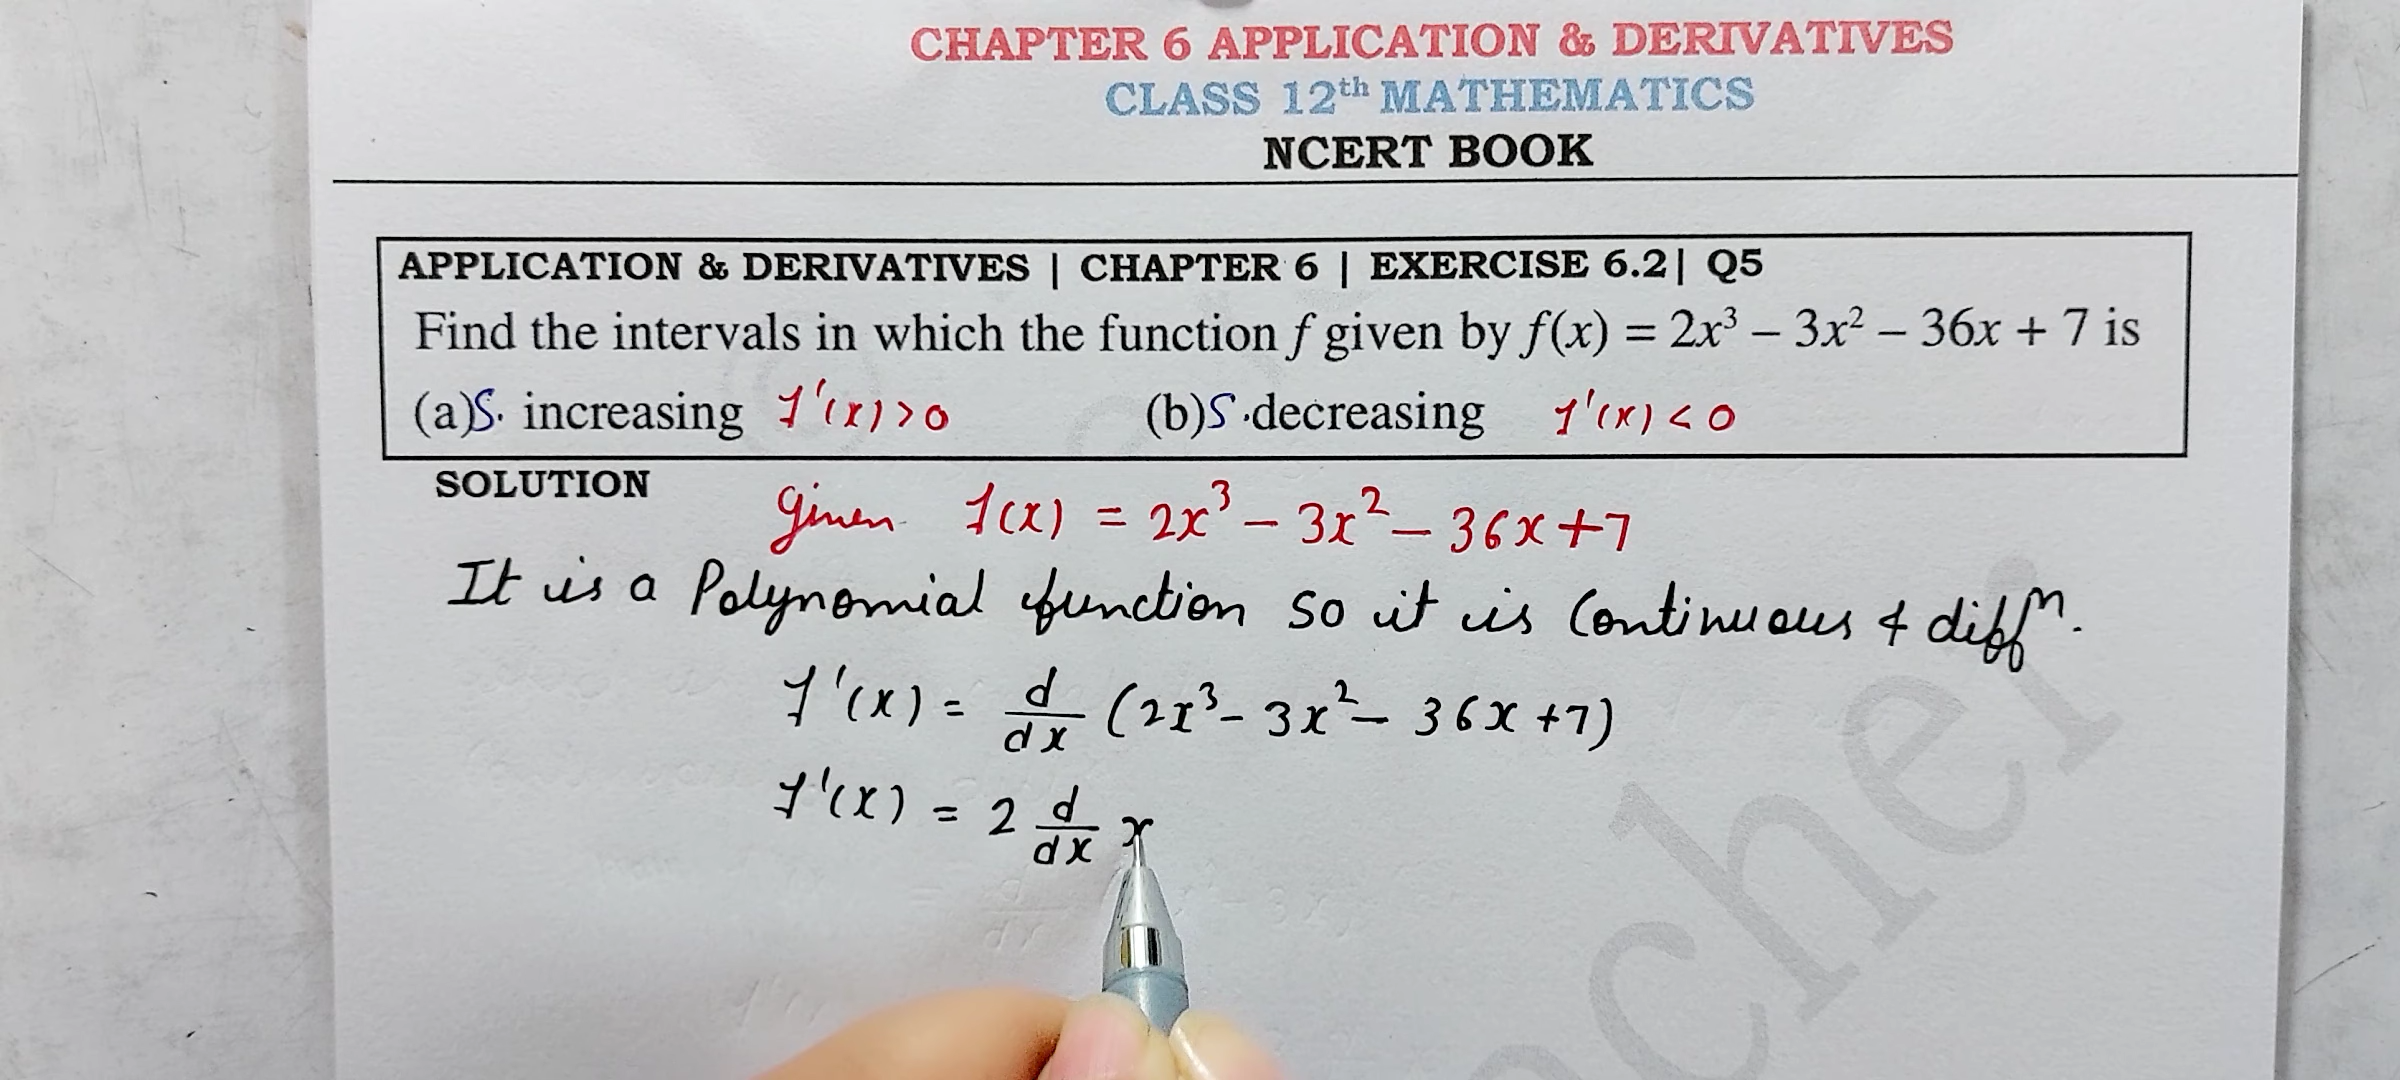 CHAPTER 6 APPLICATION & DERIVATIVES
CLASS 12th MATHEMATICS
NCERT BOOK
APPLICATION & DERIVATIVES | CHAPTER 6 | EXERCISE 6.2| Q5
Find the intervals in which the function f given by f(x) = 2x³ – 3x² – 36x + 7 is
(a)S. increasing f'(x) > 0 (b)S. decreasing f'(x) < 0
SOLUTION Given f(x) = 2x³ – 3x² – 36x + 7
It is a Polynomial function so it is Continuous & diffⁿ.
f'(x) = d/dx (2x³ – 3x² – 36x + 7)
f'(x) = 2 d/dx x
cher